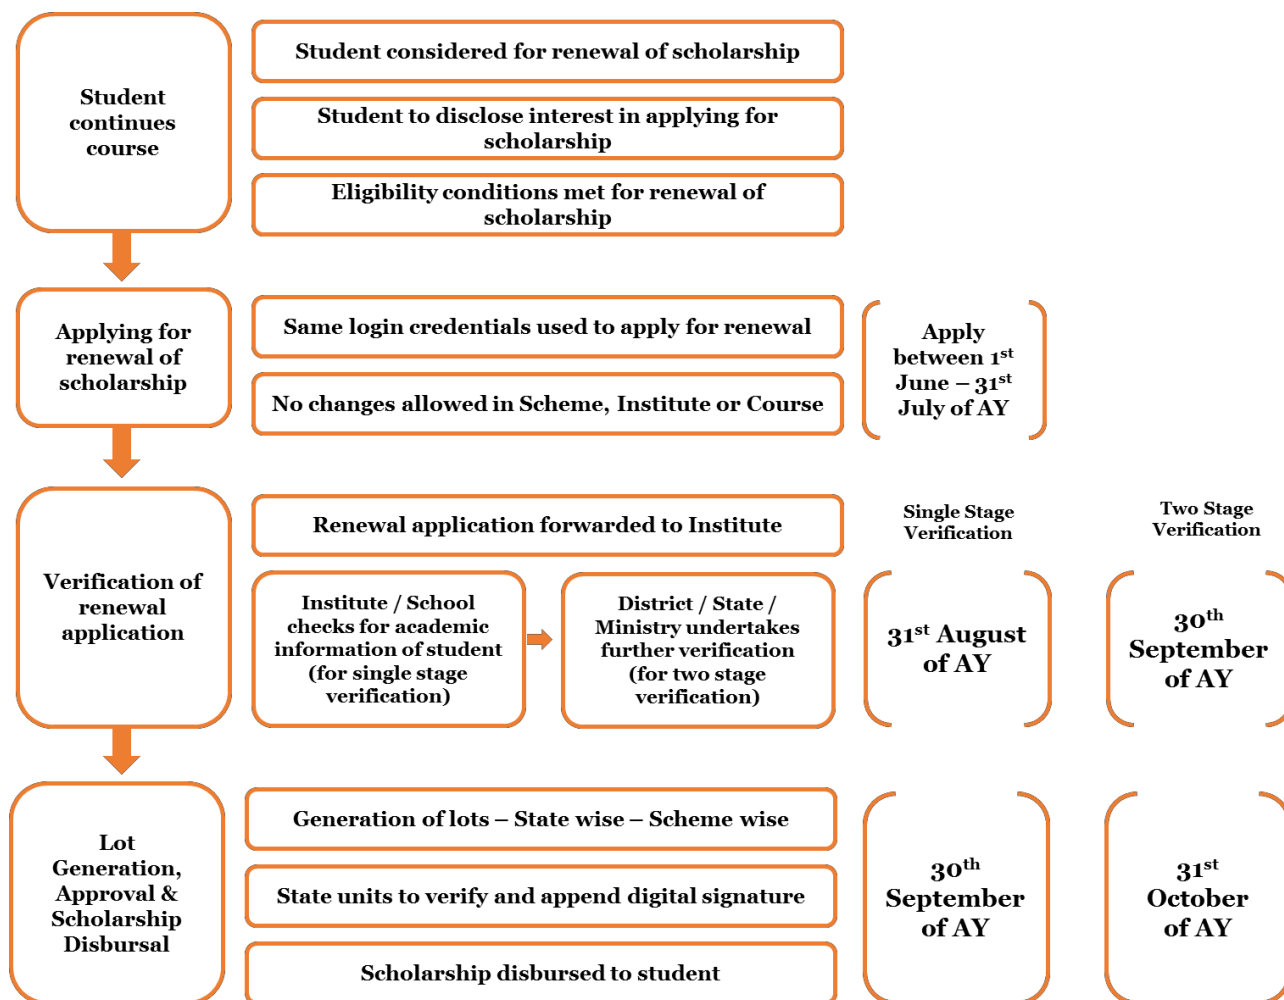 Student
continues
course
Student considered for renewal of scholarship
Student to disclose interest in applying for
scholarship
Eligibility conditions met for renewal of
scholarship
Applying for
renewal of
scholarship
Same login credentials used to apply for renewal
No changes allowed in Scheme, Institute or Course
Apply
between 1st
June – 31st
July of AY
Verification of
renewal
application
Renewal application forwarded to Institute
Institute / School
checks for academic
information of student
(for single stage
verification)
District / State /
Ministry undertakes
further verification
(for two stage
verification)
Single Stage
Verification
31st August
of AY
Two Stage
Verification
30th
September
of AY
Lot
Generation,
Approval &
Scholarship
Disbursal
Generation of lots – State wise – Scheme wise
State units to verify and append digital signature
Scholarship disbursed to student
30th
September
of AY
31st
October
of AY